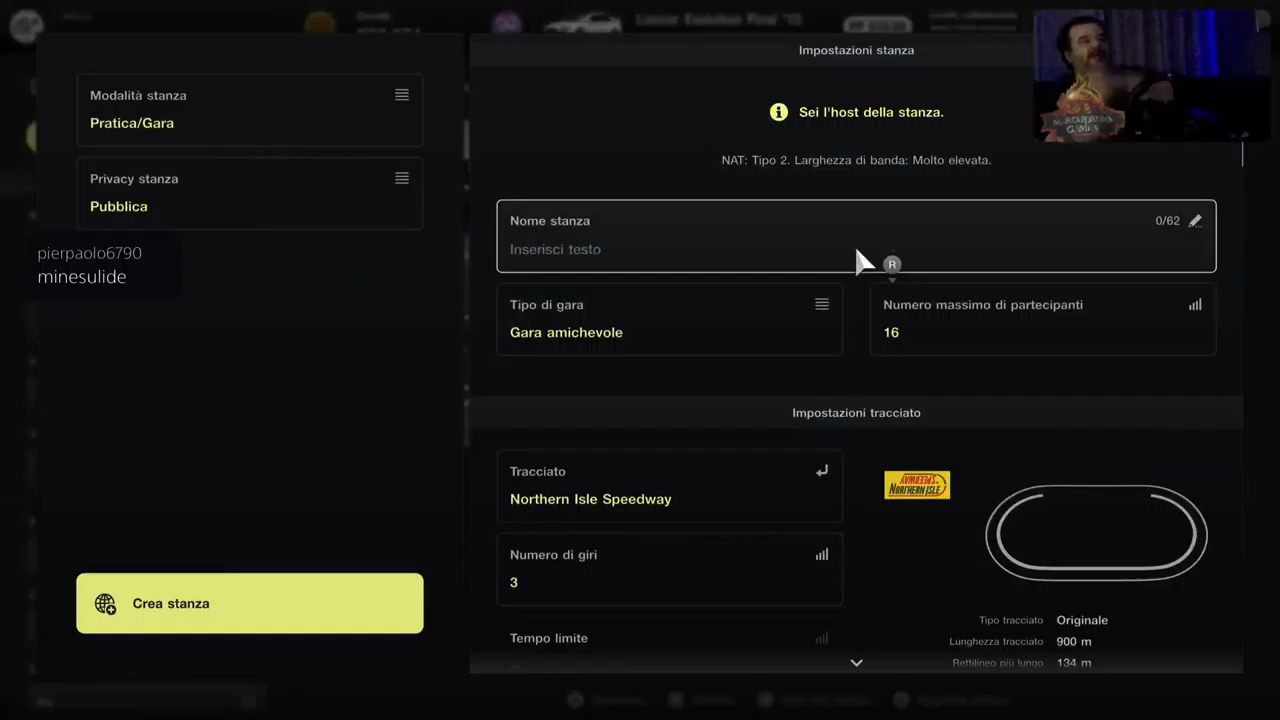 Impostazioni stanza
Modalità stanza
Pratica/Gara
Sei l'host della stanza.
NAT: Tipo 2. Larghezza di banda: Molto elevata.
Privacy stanza
Pubblica
Nome stanza
0/62
Inserisci testo
pierpaolo6790
minesulide
R
Tipo di gara
Gara amichevole
Numero massimo di partecipanti
16
Impostazioni tracciato
Tracciato
Northern Isle Speedway
NORTHERN ISLE
SPEEDWAY
Numero di giri
3
Crea stanza
Tipo tracciato Originale
Lunghezza tracciato 900 m
Rettilineo più lungo 134 m
Tempo limite